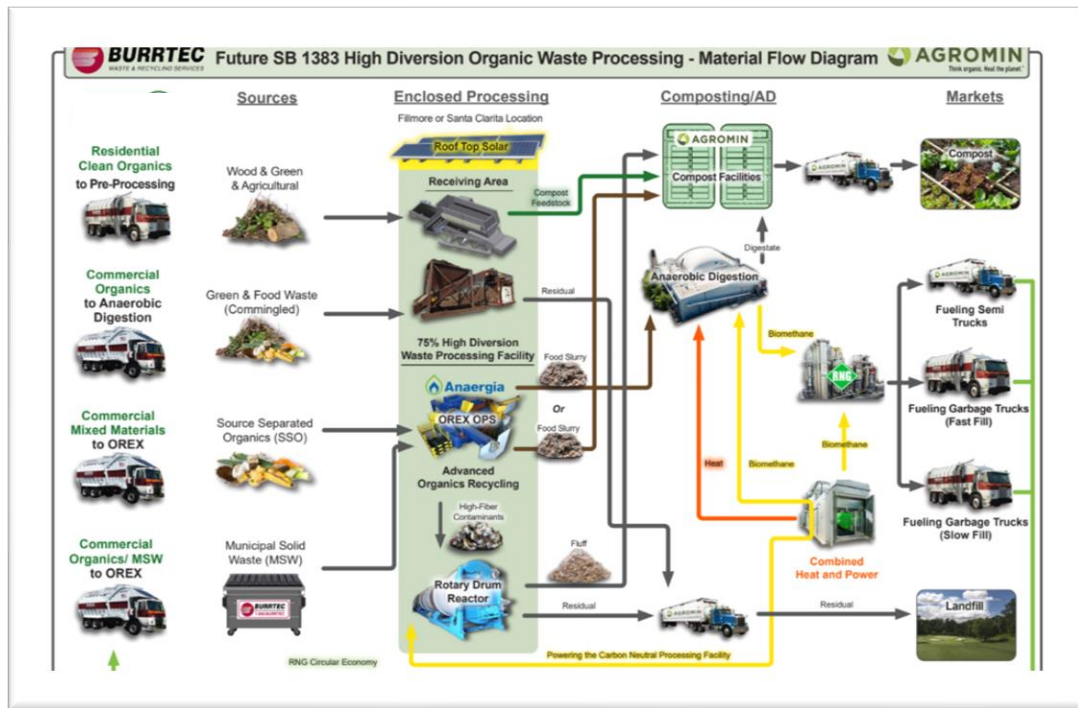 BURRTEC
WASTE & RECYCLING SERVICES
Future SB 1383 High Diversion Organic Waste Processing - Material Flow Diagram
AGROMIN
Think organic. Heal the planet.
Sources
Enclosed Processing
Composting/AD
Markets
Fillmore or Santa Clarita Location
Residential
Clean Organics
to Pre-Processing
Commercial
Organics
to Anaerobic
Digestion
Commercial
Mixed Materials
to OREX
Commercial
Organics/ MSW
to OREX
Wood & Green
& Agricultural
Green & Food Waste
(Commingled)
Source Separated
Organics (SSO)
Municipal Solid
Waste (MSW)
BURRTEC
RNG Circular Economy
Roof Top Solar
Receiving Area
Compost
Feedstock
Residual
75% High Diversion
Waste Processing Facility
Anaergia
OREX OPS
Food Slurry
Or
Food Slurry
Advanced
Organics Recycling
High-Fiber
Contaminants
Rotary Drum
Reactor
Fluff
Residual
Powering the Carbon Neutral Processing Facility
AGROMIN
Compost Facilities
Digestate
Anaerobic Digestion
Biomethane
Heat
Biomethane
Biomethane
RNG
Combined
Heat and Power
AGROMIN
Residual
AGROMIN
Compost
AGROMIN
Fueling Semi
Trucks
Fueling Garbage Trucks
(Fast Fill)
Fueling Garbage Trucks
(Slow Fill)
Landfill